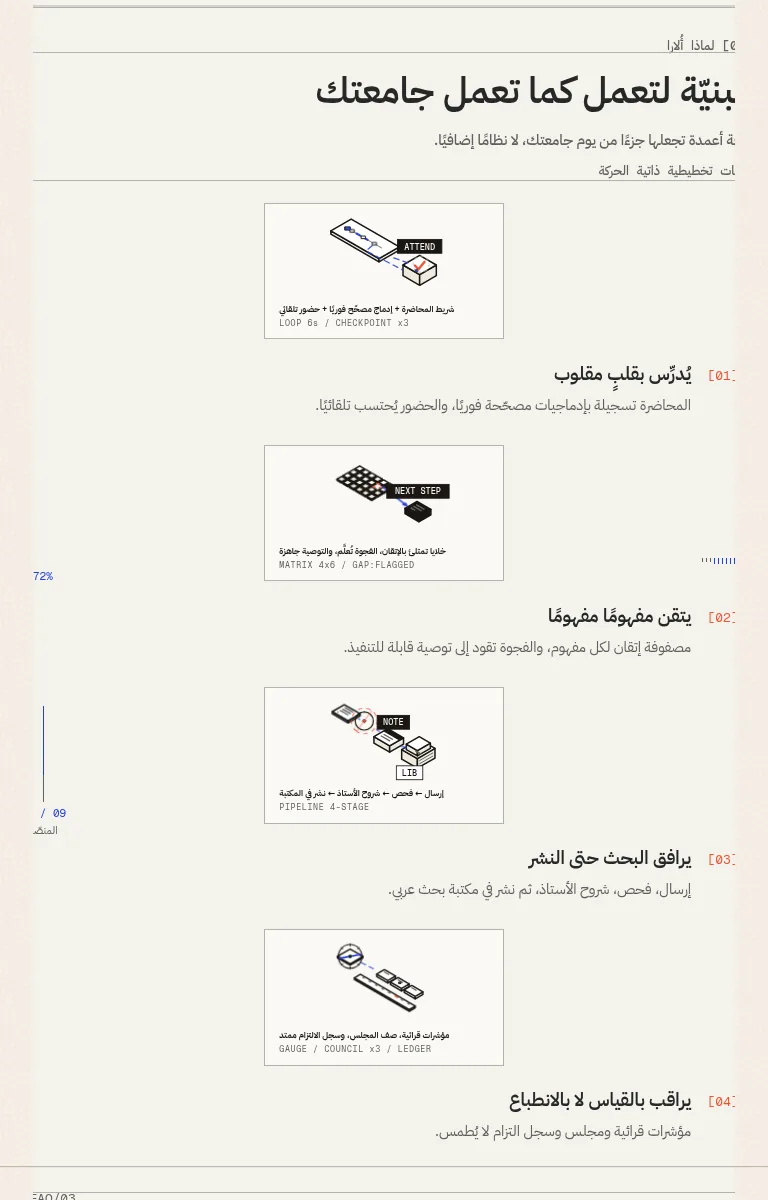 لماذا أُلارا
لتعمل كما تعمل جامعتك
أعمدة تجعلها جزءًا من يوم جامعتك، لا نظامًا إضافيًا.
تخطيطية ذاتية الحركة
ATTEND
شريط المحاضرة + إدماج مصحّح فوريًا + حضور تلقائي
LOOP 6s / CHECKPOINT x3
[01]
يُدرِّس بقلبٍ مقلوب
المحاضرة تسجيلة بإدماجيات مصحّحة فوريًا، والحضور يُحتسب تلقائيًا.
NEXT STEP
خلايا تمتلئ بالإتقان، الفجوة تُعلَّم، والتوصية جاهزة
MATRIX 4x6 / GAP:FLAGGED
72%
[02]
يتقن مفهومًا مفهومًا
مصفوفة إتقان لكل مفهوم، والفجوة تقود إلى توصية قابلة للتنفيذ.
NOTE
LIB
إرسال ← فحص ← شروح الأستاذ ← نشر في المكتبة
PIPELINE 4-STAGE
/ 09
[03]
يرافق البحث حتى النشر
إرسال، فحص، شروح الأستاذ، ثم نشر في مكتبة بحث عربي.
مؤشرات قرائية، صف المجلس، وسجل الالتزام ممتد
GAUGE / COUNCIL x3 / LEDGER
[04]
يراقب بالقياس لا بالانطباع
مؤشرات قرائية ومجلس وسجل التزام لا يُطمس.